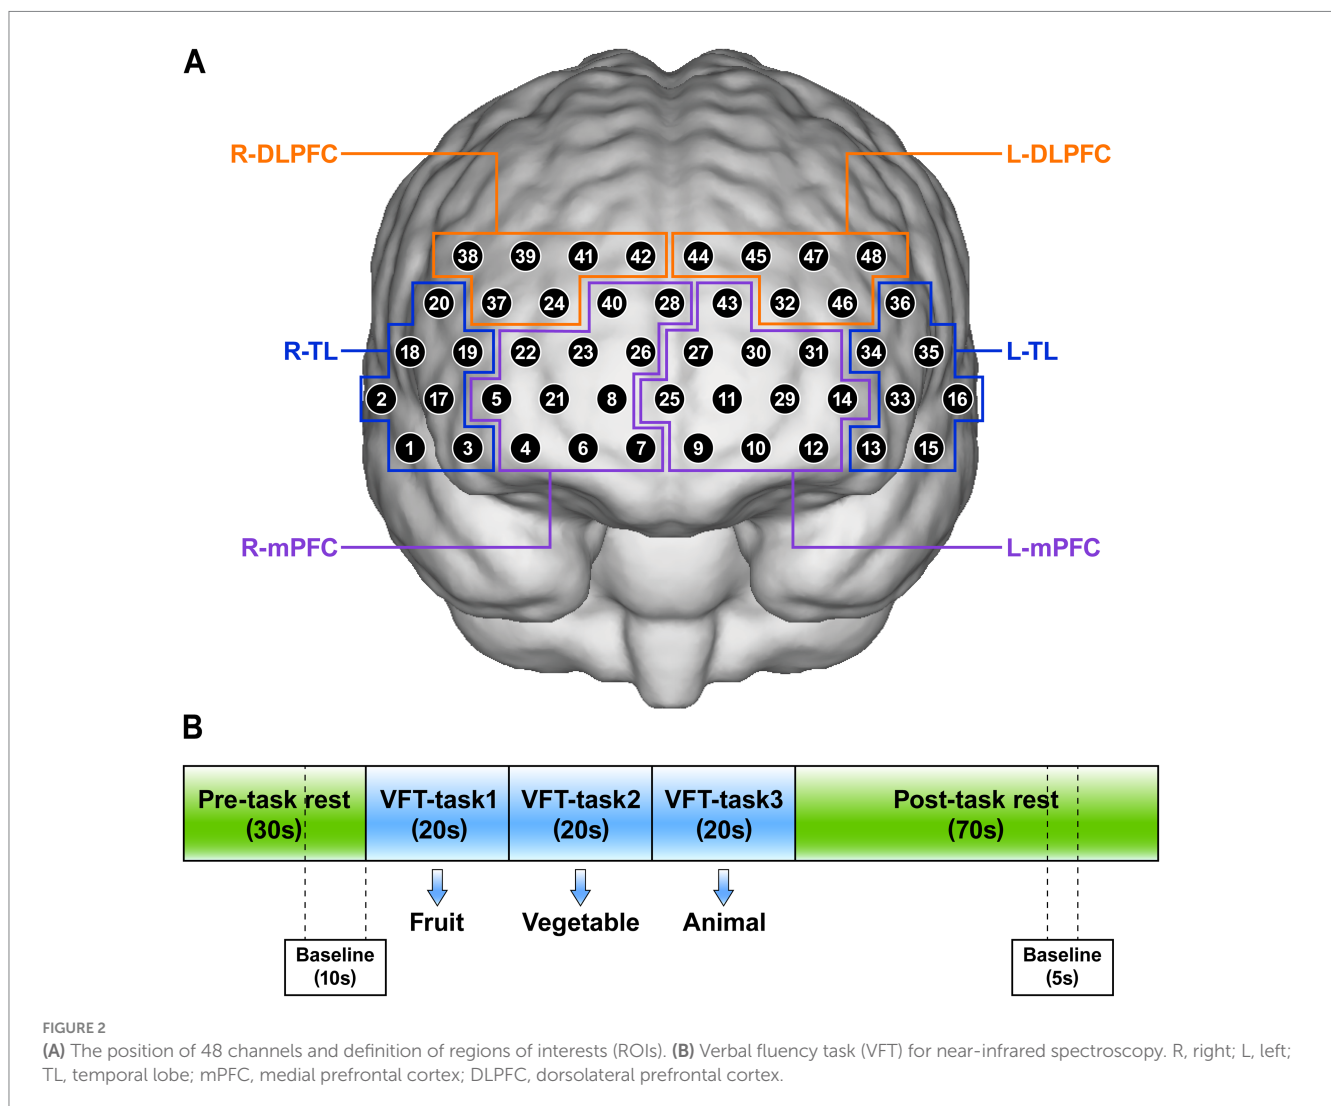 A
R-DLPFC
L-DLPFC
38 39 41 42 44 45 47 48
20 37 24 40 28 43 32 46 36
R-TL
18 19 22 23 26 27 30 31 34 35
L-TL
2 17 5 21 8 25 11 29 14 33 16
1 3 4 6 7 9 10 12 13 15
R-mPFC
L-mPFC
B
Pre-task rest
(30s)
VFT-task1
(20s)
VFT-task2
(20s)
VFT-task3
(20s)
Post-task rest
(70s)
Fruit
Vegetable
Animal
Baseline
(10s)
Baseline
(5s)
FIGURE 2
(A) The position of 48 channels and definition of regions of interests (ROIs). (B) Verbal fluency task (VFT) for near-infrared spectroscopy. R, right; L, left;
TL, temporal lobe; mPFC, medial prefrontal cortex; DLPFC, dorsolateral prefrontal cortex.